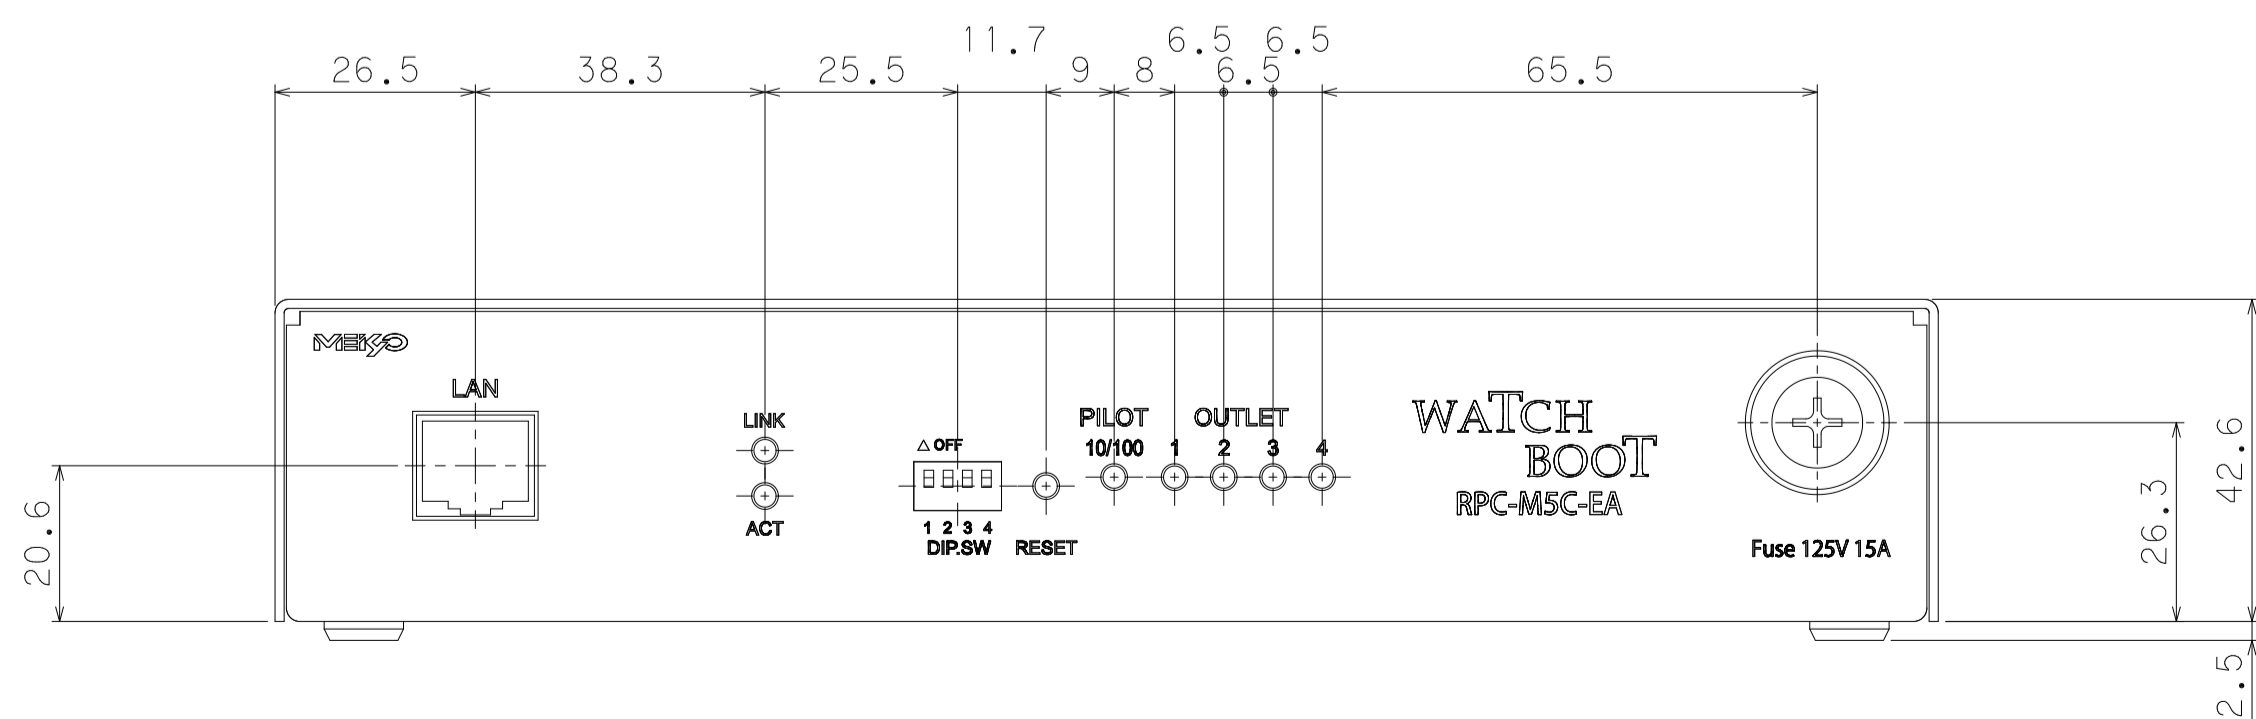 11.7 6.5 6.5
26.5 38.3 25.5 9 8 6.5 65.5
MEIKYO
LAN
LINK
WATCH
BOOT
PILOT OUTLET
△ OFF 10/100 1 2 3 4
RPC-M5C-EA
ACT 1 2 3 4
DIP.SW RESET Fuse 125V 15A
20.6
26.3
42.6
2.5